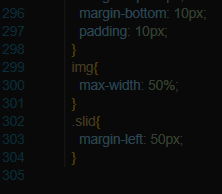 296 margin-bottom: 10px;
297 padding: 10px;
298 }
299 img{
300 max-width: 50%;
301 }
302 .slid{
303 margin-left: 50px;
304 }
305